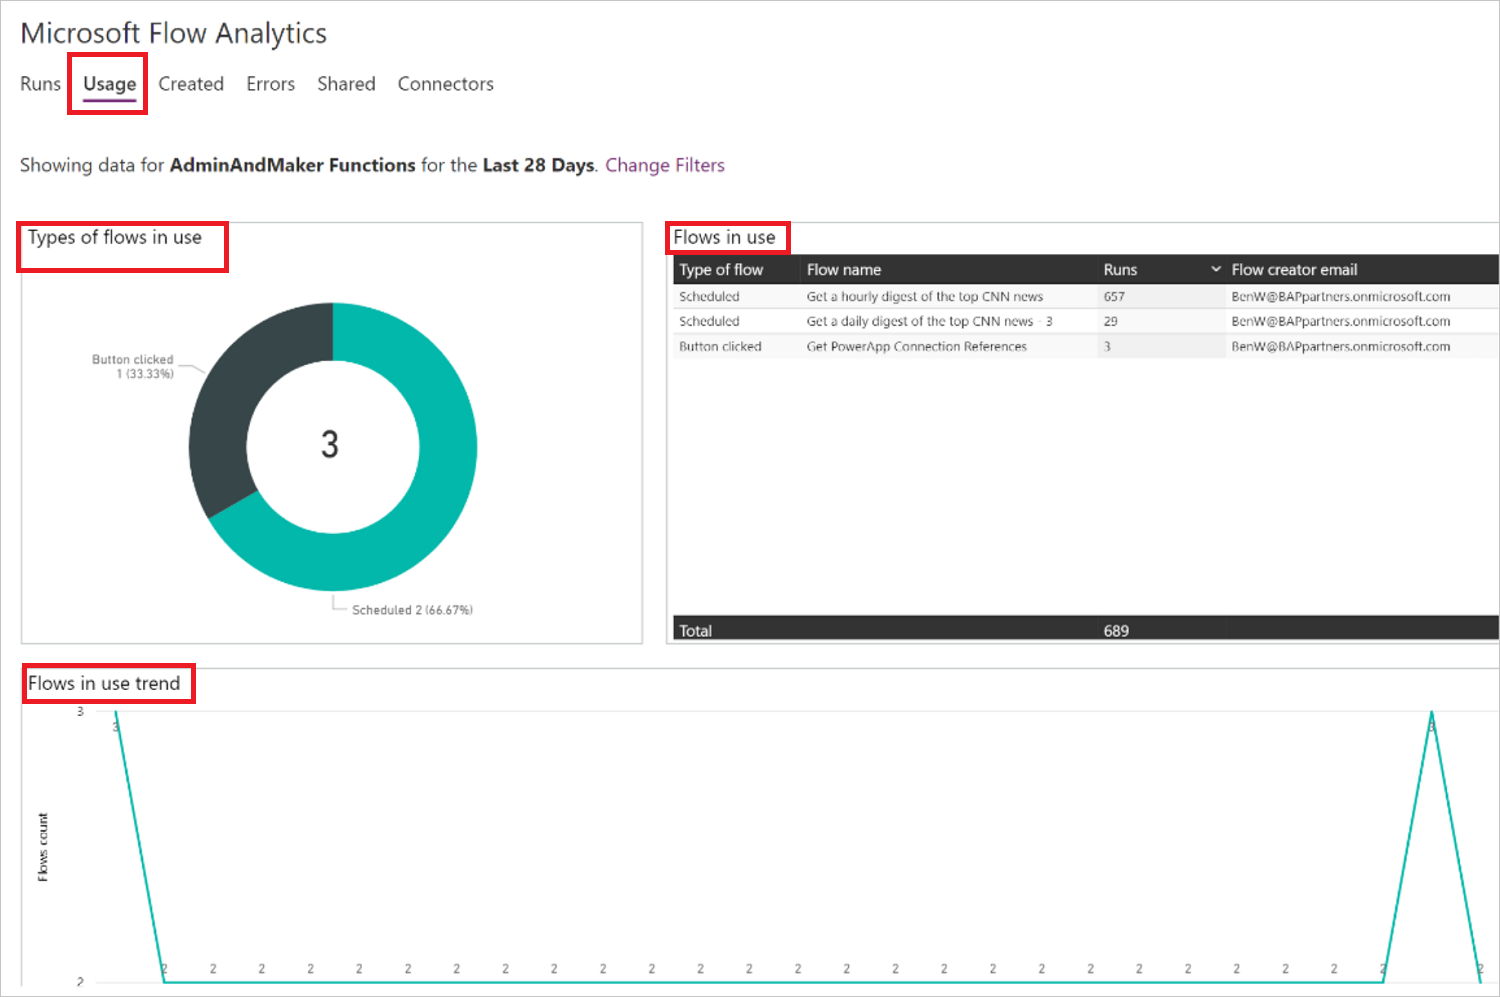 Microsoft Flow Analytics
Runs Usage Created Errors Shared Connectors
Showing data for AdminAndMaker Functions for the Last 28 Days. Change Filters
Types of flows in use
Button clicked
1 (33.33%)
3
Scheduled 2 (66.67%)
Flows in use
Type of flow Flow name Runs Flow creator email
Scheduled Get a hourly digest of the top CNN news 657 BenW@BAPpartners.onmicrosoft.com
Scheduled Get a daily digest of the top CNN news - 3 29 BenW@BAPpartners.onmicrosoft.com
Button clicked Get PowerApp Connection References 3 BenW@BAPpartners.onmicrosoft.com
Total 689
Flows in use trend
3
3 3
Flows count
2 2 2 2 2 2 2 2 2 2 2 2 2 2 2 2 2 2 2 2 2 2 2 2 2 2 2
2